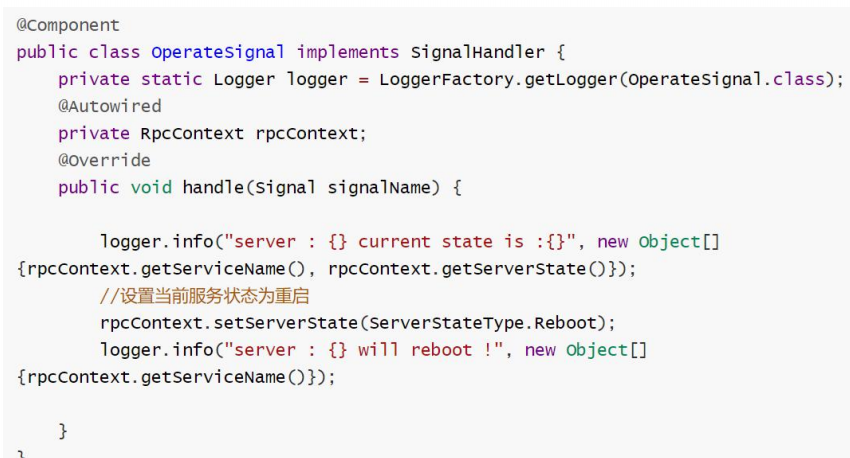 @Component
public class OperateSignal implements SignalHandler {
    private static Logger logger = LoggerFactory.getLogger(OperateSignal.class);
    @Autowired
    private RpcContext rpcContext;
    @Override
    public void handle(Signal signalName) {
        logger.info("server : {} current state is :{}", new Object[]
{rpcContext.getServiceName(), rpcContext.getServerState()});
        //设置当前服务状态为重启
        rpcContext.setServerState(ServerStateType.Reboot);
        logger.info("server : {} will reboot !", new Object[]
{rpcContext.getServiceName()});
    }
}